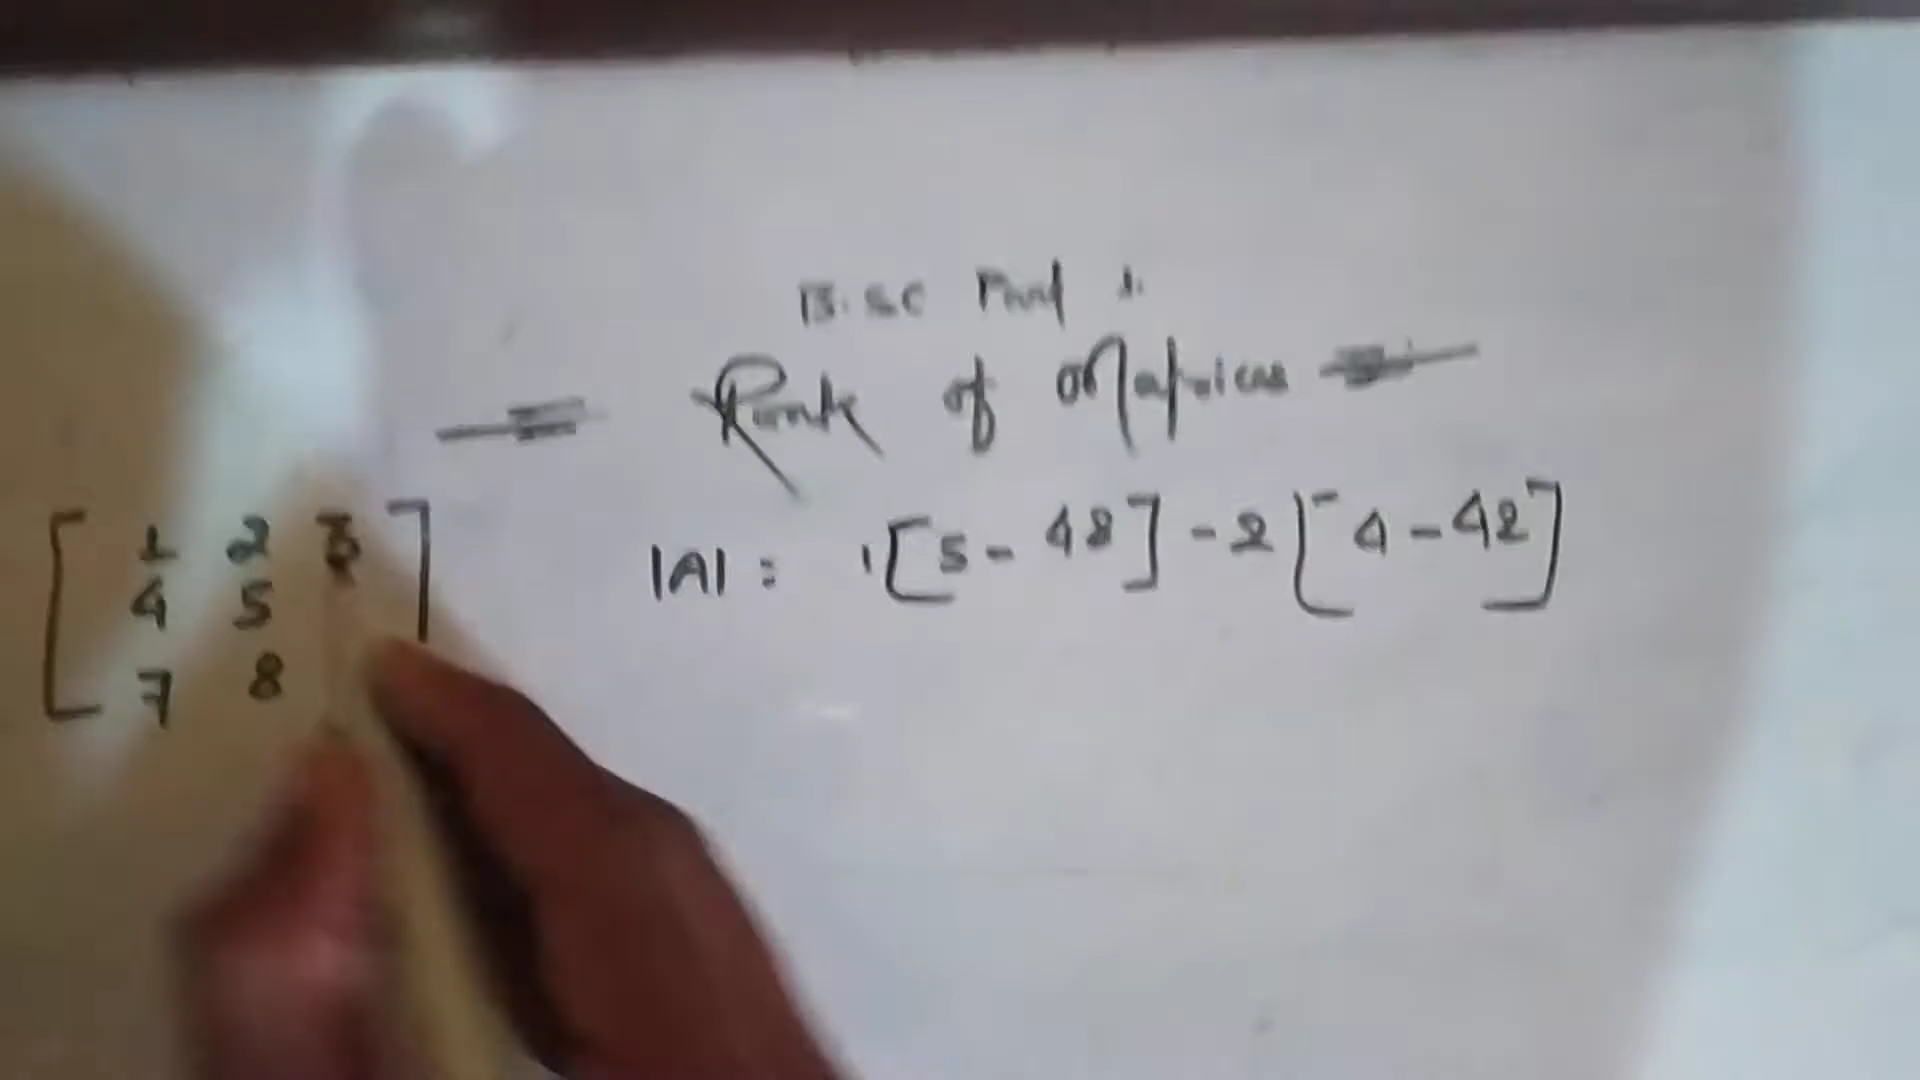 B.SC Part 1.
Rank of Matrices
1 2 3
4 5
7 8
|A| = 1[5-48]-2[4-42]